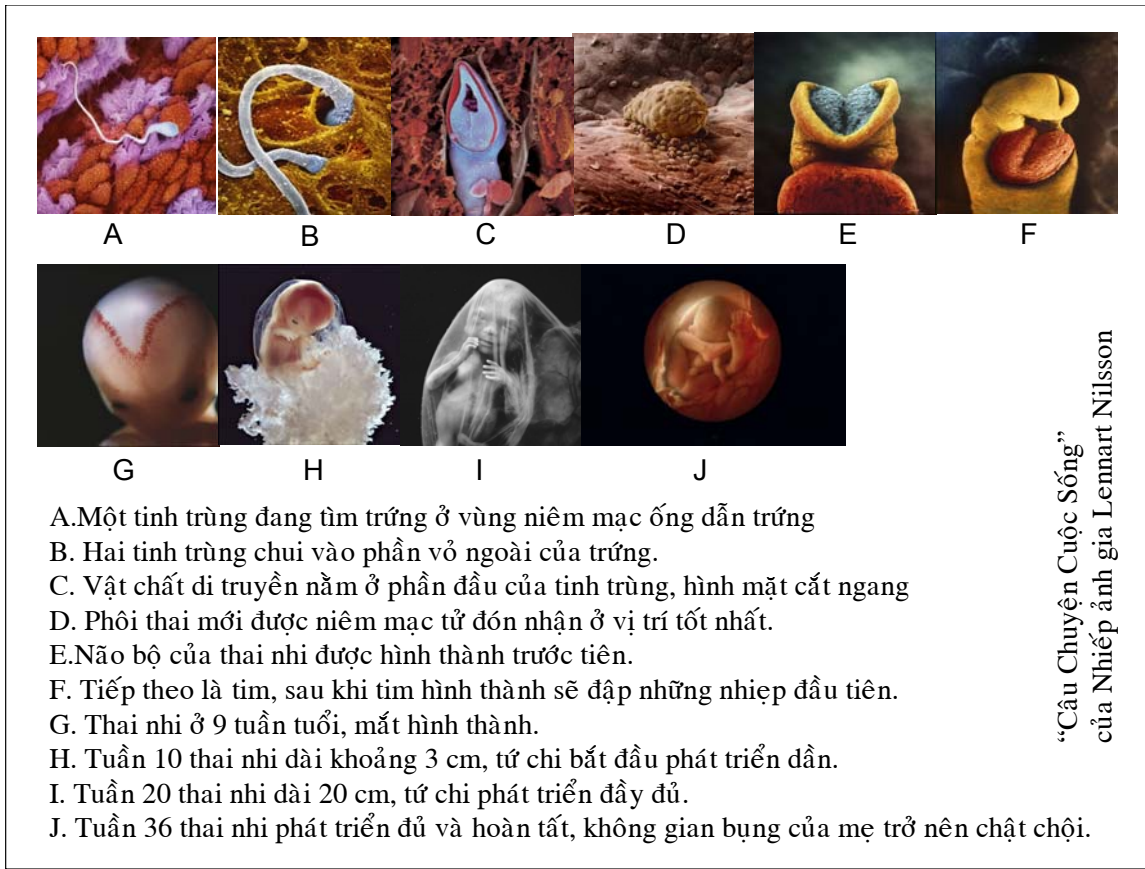 A
B
C
D
E
F
G
H
I
J
A.Một tinh trùng đang tìm trứng ở vùng niêm mạc ống dẫn trứng
B. Hai tinh trùng chui vào phần vỏ ngoài của trứng.
C. Vật chất di truyền nằm ở phần đầu của tinh trùng, hình mặt cắt ngang
D. Phôi thai mới được niêm mạc tử đón nhận ở vị trí tốt nhất.
E.Não bộ của thai nhi được hình thành trước tiên.
F. Tiếp theo là tim, sau khi tim hình thành sẽ đập những nhiẹp đầu tiên.
G. Thai nhi ở 9 tuần tuổi, mắt hình thành.
H. Tuần 10 thai nhi dài khoảng 3 cm, tứ chi bắt đầu phát triển dần.
I. Tuần 20 thai nhi dài 20 cm, tứ chi phát triển đầy đủ.
J. Tuần 36 thai nhi phát triển đủ và hoàn tất, không gian bụng của mẹ trở nên chật chội.
“Câu Chuyện Cuộc Sống”
của Nhiếp ảnh gia Lennart Nilsson